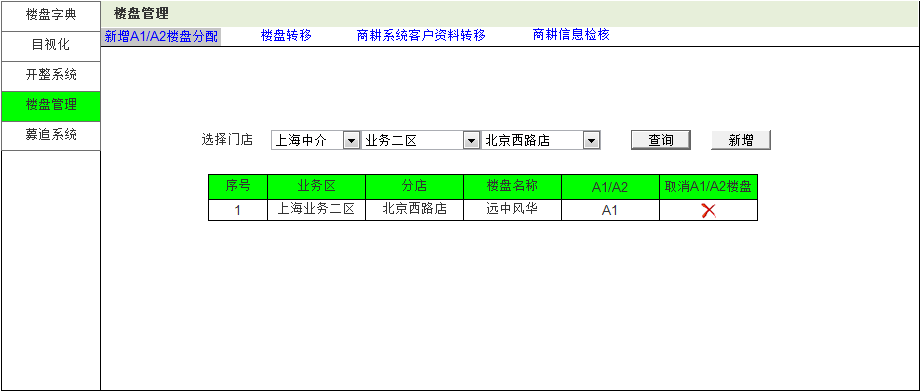 楼盘字典
目视化
开整系统
楼盘管理
募追系统
楼盘管理
新增A1/A2楼盘分配 楼盘转移 商耕系统客户资料转移 商耕信息检核
选择门店 上海中介 业务二区 北京西路店 查询 新增
序号 业务区 分店 楼盘名称 A1/A2 取消A1/A2楼盘
1 上海业务二区 北京西路店 远中风华 A1